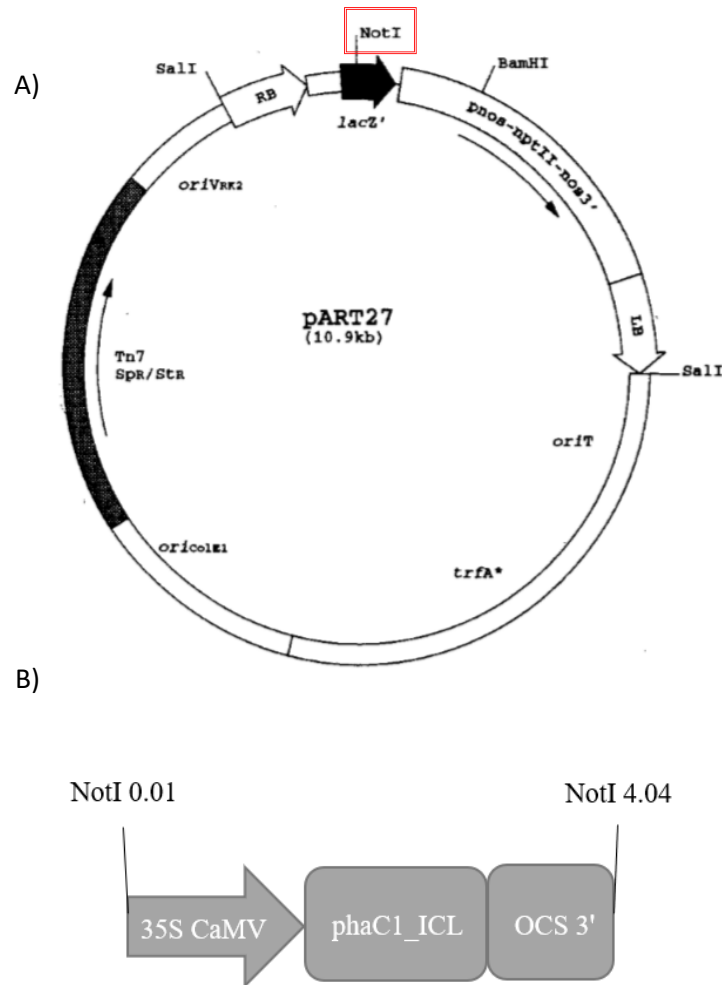 A)
NotI
SalI
BamHI
RB
lacZ'
pnos-nptII-nos3'
oriVRK2
pART27
(10.9kb)
LB
Tn7
SpR/StR
SalI
oriT
oriColE1
trfA*
B)
NotI 0.01
NotI 4.04
35S CaMV
phaC1_ICL
OCS 3'